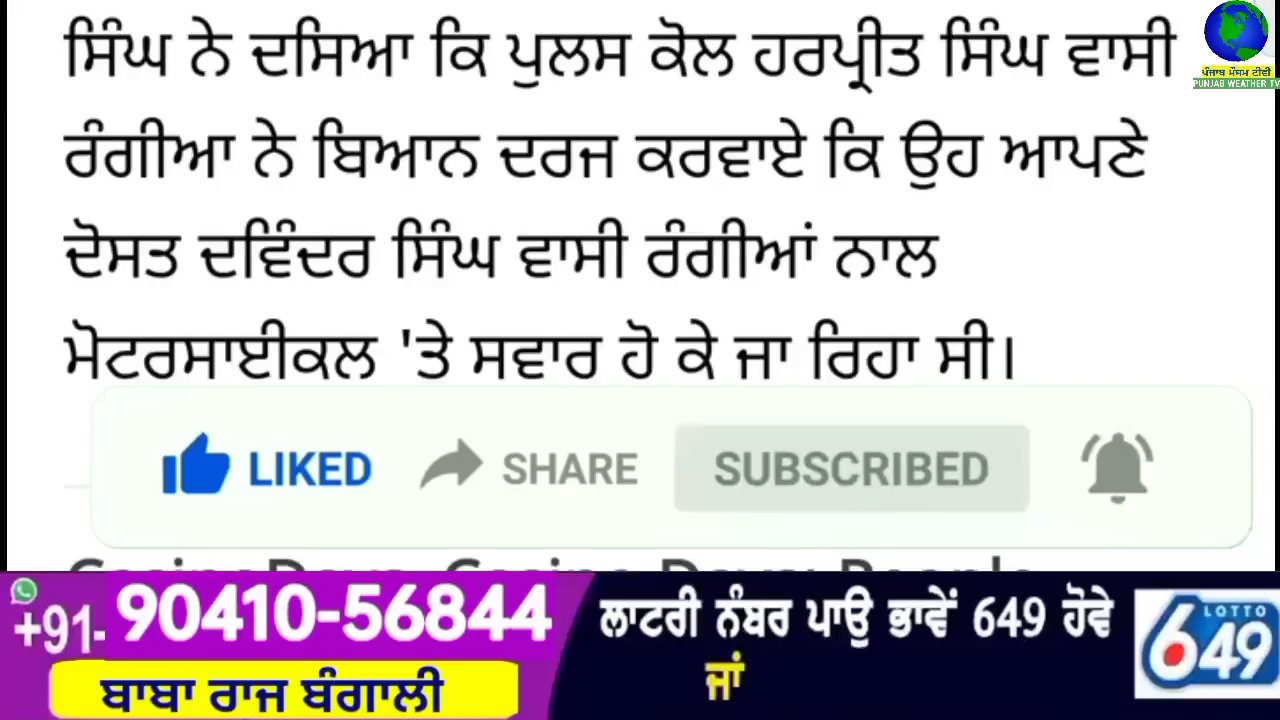 ਸਿੰਘ ਨੇ ਦਸਿਆ ਕਿ ਪੁਲਸ ਕੋਲ ਹਰਪ੍ਰੀਤ ਸਿੰਘ ਵਾਸੀ
ਰੰਗੀਆ ਨੇ ਬਿਆਨ ਦਰਜ ਕਰਵਾਏ ਕਿ ਉਹ ਆਪਣੇ
ਦੋਸਤ ਦਵਿੰਦਰ ਸਿੰਘ ਵਾਸੀ ਰੰਗੀਆਂ ਨਾਲ
ਮੋਟਰਸਾਈਕਲ 'ਤੇ ਸਵਾਰ ਹੋ ਕੇ ਜਾ ਰਿਹਾ ਸੀ।
ਪੰਜਾਬ ਮੌਸਮ ਟੀਵੀ
PUNJAB WEATHER TV
LIKED SHARE SUBSCRIBED
+91- 90410-56844
ਬਾਬਾ ਰਾਜ ਬੰਗਾਲੀ
ਲਾਟਰੀ ਨੰਬਰ ਪਾਉ ਭਾਵੇਂ 649 ਹੋਵੇ
ਜਾਂ
LOTTO
649